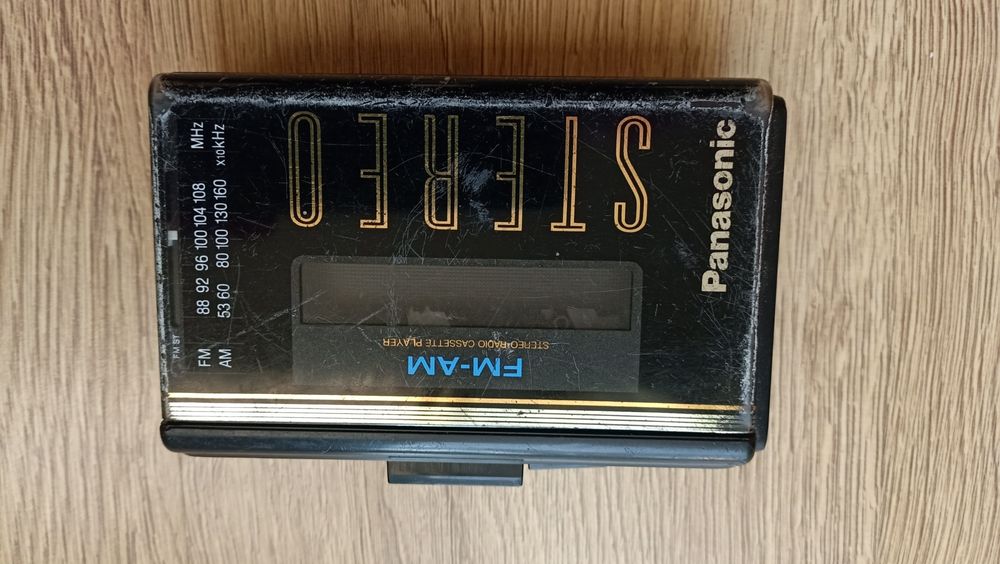 Panasonic
STEREO
FM-AM
STEREO RADIO CASSETTE PLAYER
FM ST
FM 88 92 96 100 104 108 MHz
AM 53 60 80 100 130 160 x10kHz